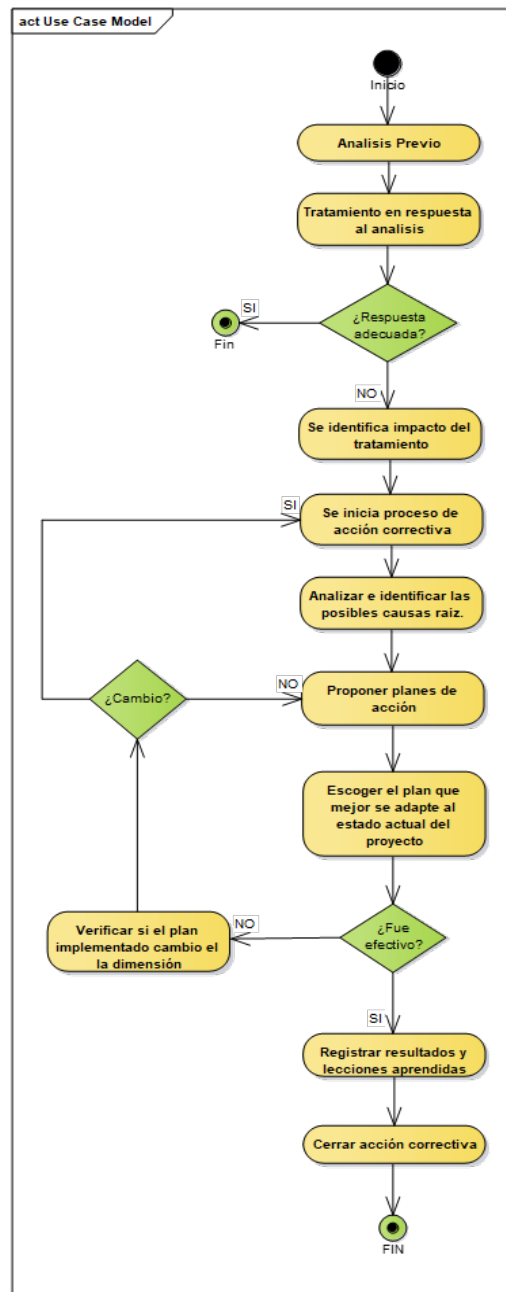 act Use Case Model
Inicio
Analisis Previo
Tratamiento en respuesta
al analisis
¿Respuesta
adecuada?
SI
Fin
NO
Se identifica impacto del
tratamiento
SI
Se inicia proceso de
acción correctiva
Analizar e identificar las
posibles causas raiz.
¿Cambio?
NO
Proponer planes de
acción
Escoger el plan que
mejor se adapte al
estado actual del
proyecto
¿Fue
efectivo?
NO
Verificar si el plan
implementado cambio el
la dimensión
SI
Registrar resultados y
lecciones aprendidas
Cerrar acción correctiva
FIN